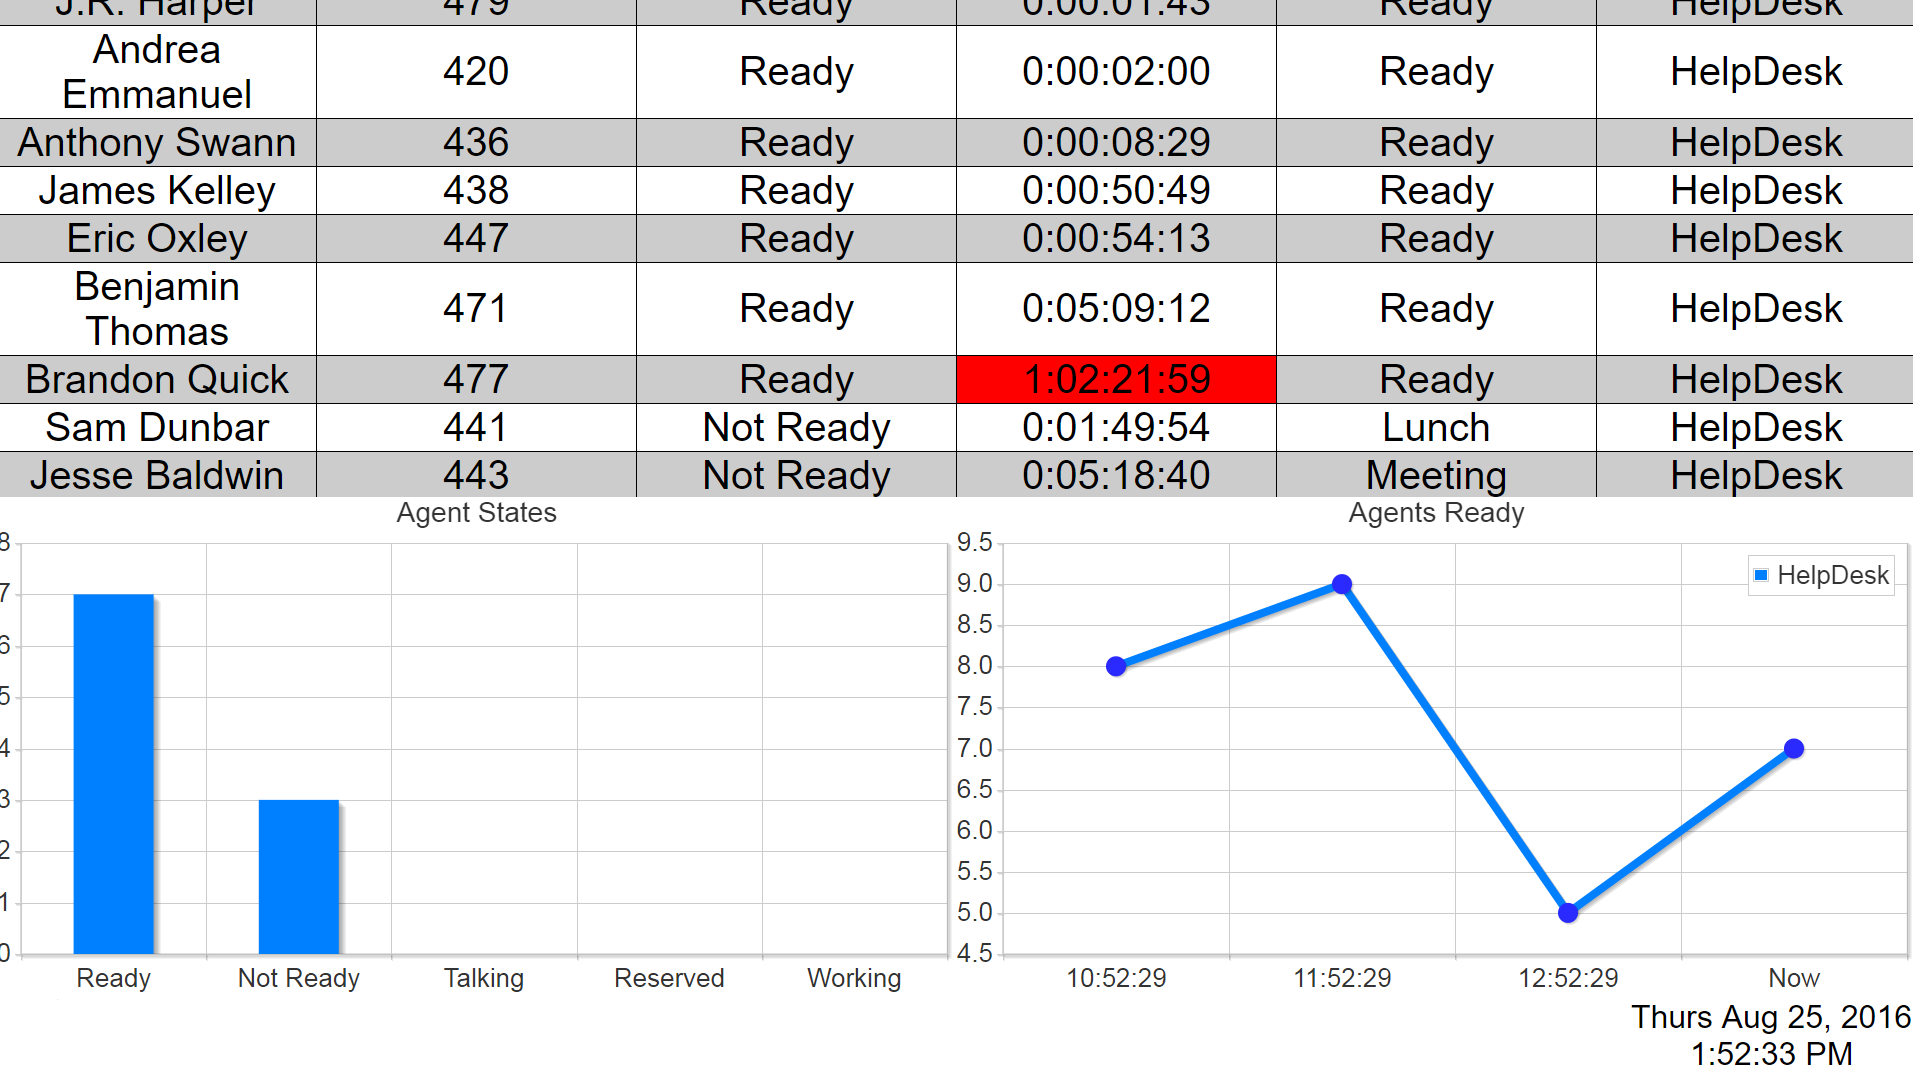 J.R. Harper 479 Ready 0:00:01:43 Ready HelpDesk
Andrea
Emmanuel 420 Ready 0:00:02:00 Ready HelpDesk
Anthony Swann 436 Ready 0:00:08:29 Ready HelpDesk
James Kelley 438 Ready 0:00:50:49 Ready HelpDesk
Eric Oxley 447 Ready 0:00:54:13 Ready HelpDesk
Benjamin
Thomas 471 Ready 0:05:09:12 Ready HelpDesk
Brandon Quick 477 Ready 1:02:21:59 Ready HelpDesk
Sam Dunbar 441 Not Ready 0:01:49:54 Lunch HelpDesk
Jesse Baldwin 443 Not Ready 0:05:18:40 Meeting HelpDesk
Agent States
8
7
6
5
4
3
2
1
0
Ready Not Ready Talking Reserved Working
Agents Ready
9.5
9.0
8.5
8.0
7.5
7.0
6.5
6.0
5.5
5.0
4.5
HelpDesk
10:52:29 11:52:29 12:52:29 Now
Thurs Aug 25, 2016
1:52:33 PM